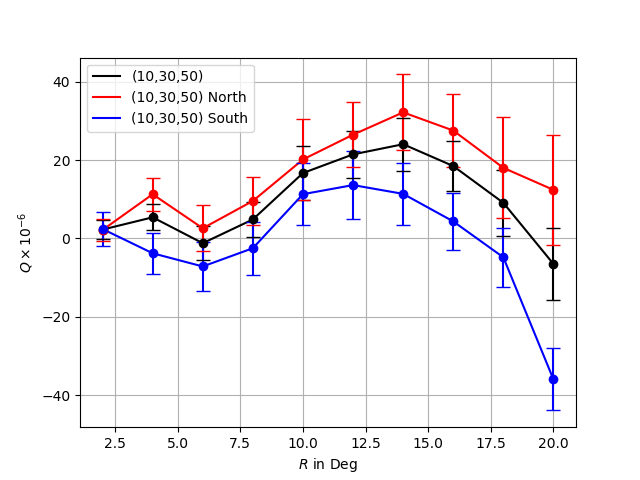 (10,30,50)
(10,30,50) North
(10,30,50) South
40
20
0
−20
−40
Q × 10⁻⁶
2.5 5.0 7.5 10.0 12.5 15.0 17.5 20.0
R in Deg